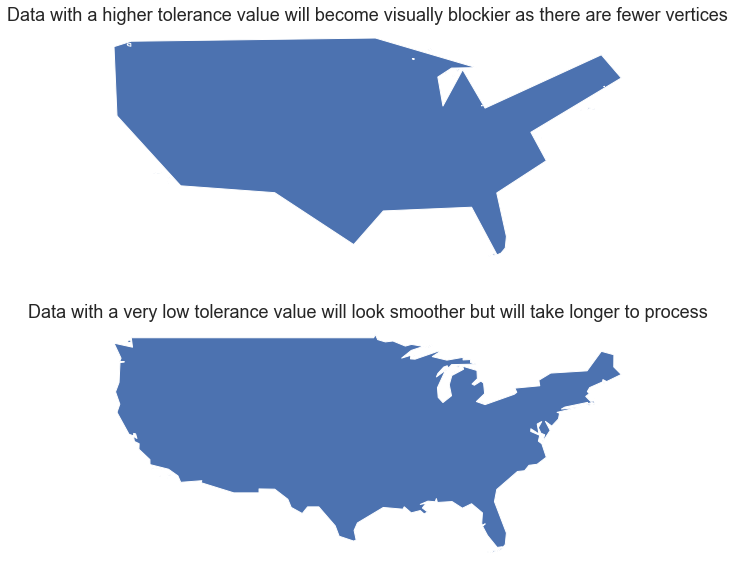 Data with a higher tolerance value will become visually blockier as there are fewer vertices
Data with a very low tolerance value will look smoother but will take longer to process